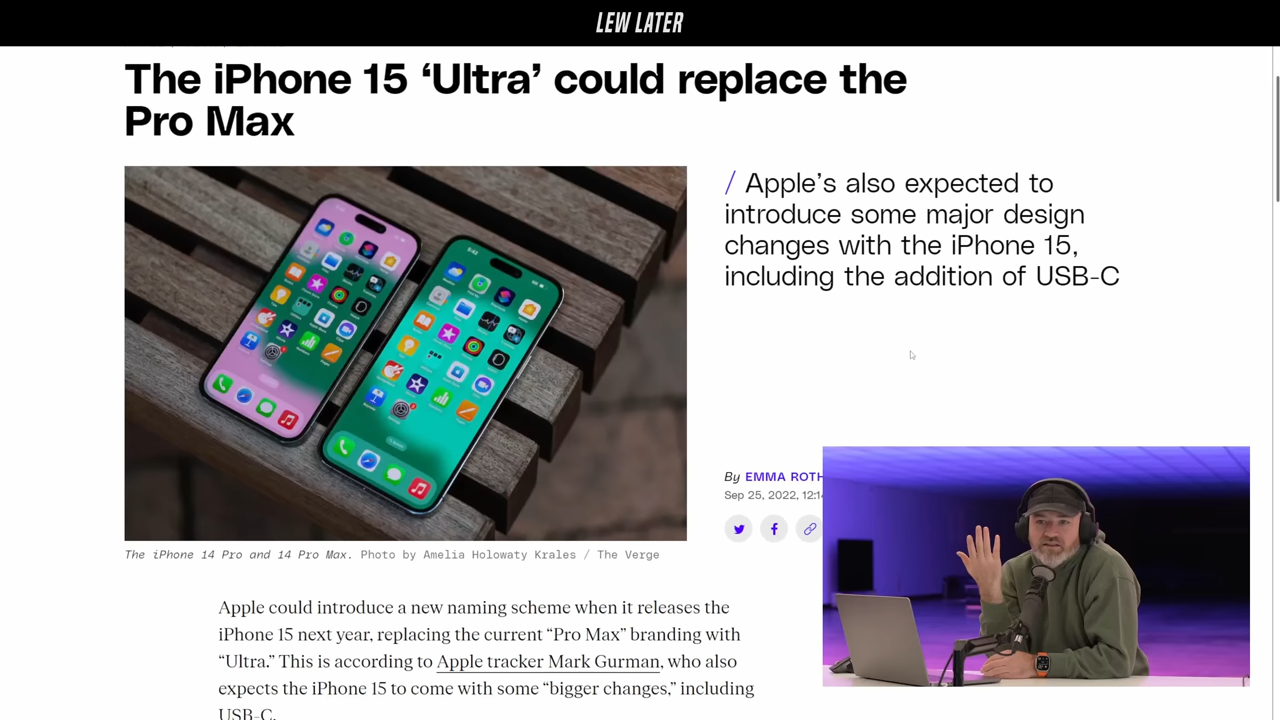 LEW LATER
The iPhone 15 ‘Ultra’ could replace the
Pro Max
/ Apple’s also expected to
introduce some major design
changes with the iPhone 15,
including the addition of USB-C
By EMMA ROTH
Sep 25, 2022, 12:1
The iPhone 14 Pro and 14 Pro Max. Photo by Amelia Holowaty Krales / The Verge
Apple could introduce a new naming scheme when it releases the
iPhone 15 next year, replacing the current “Pro Max” branding with
“Ultra.” This is according to Apple tracker Mark Gurman, who also
expects the iPhone 15 to come with some “bigger changes,” including
USB-C.